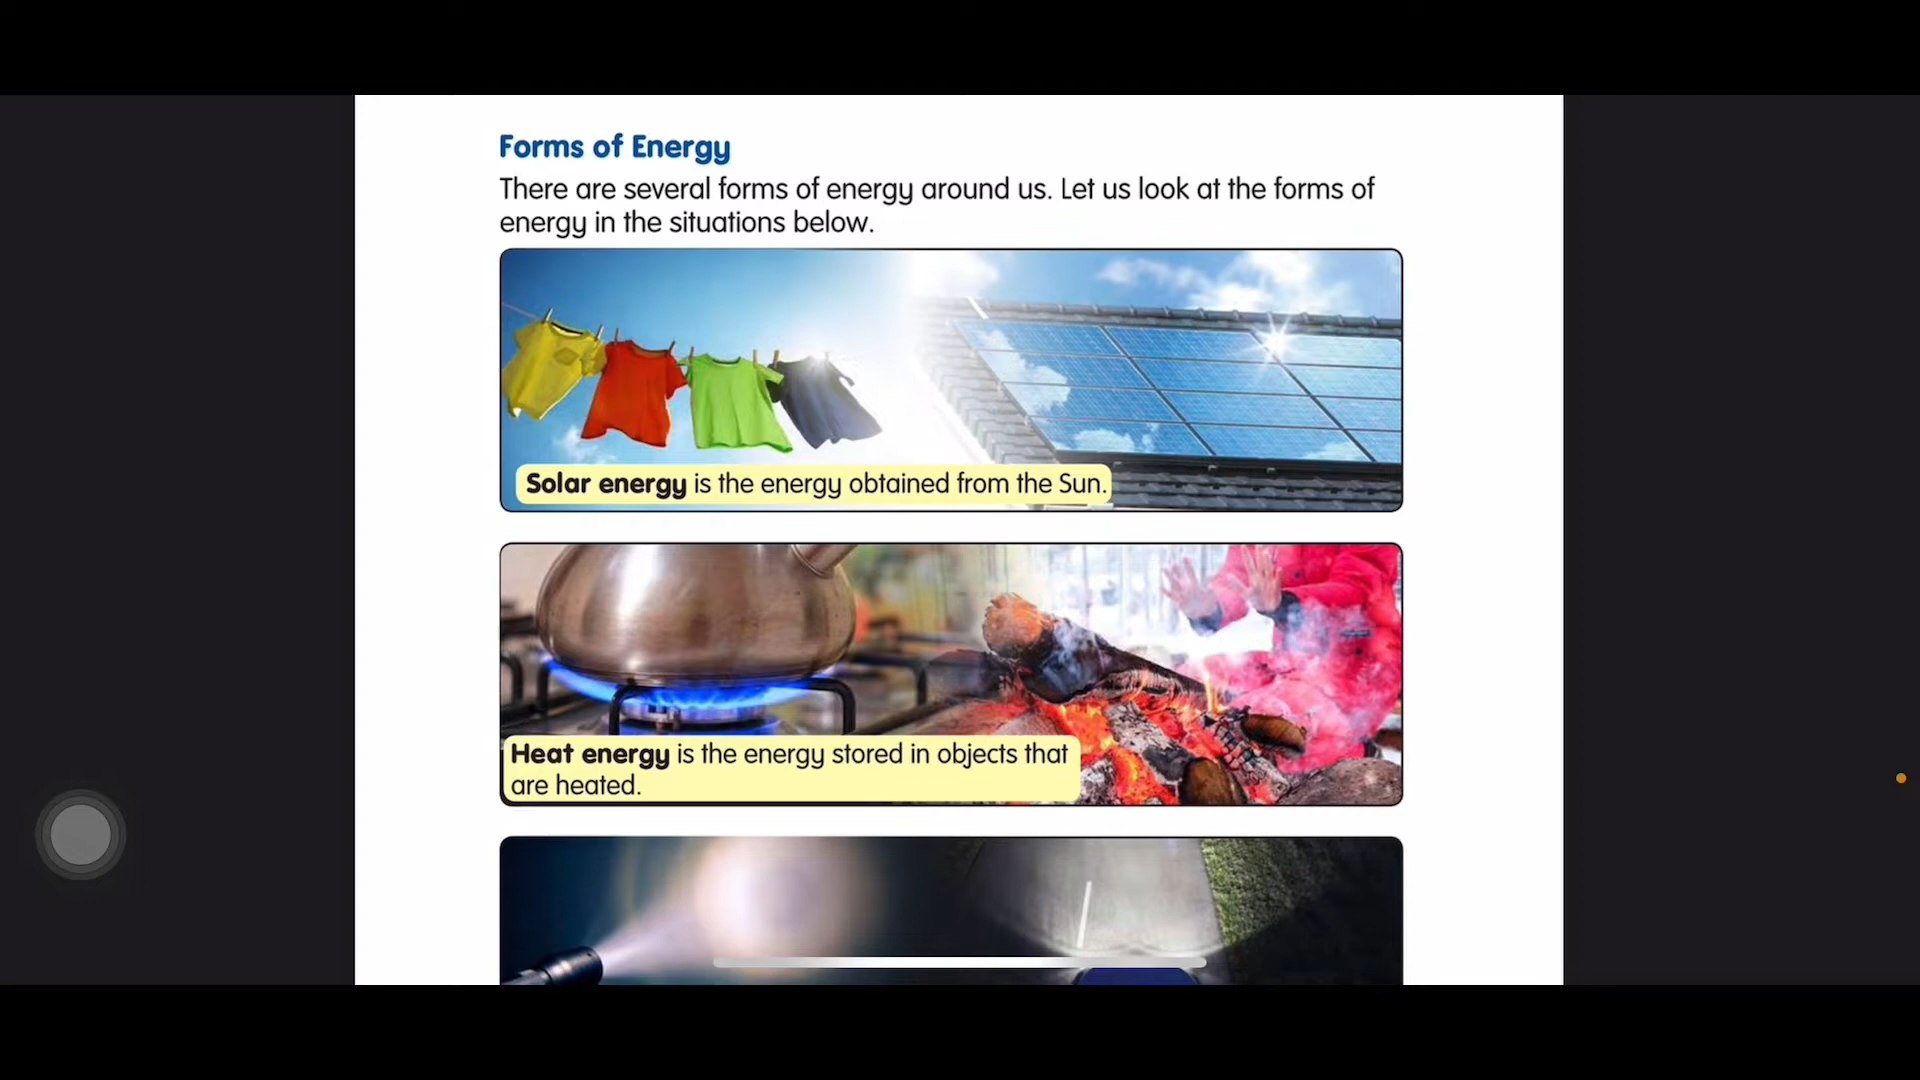 Forms of Energy
There are several forms of energy around us. Let us look at the forms of
energy in the situations below.
Solar energy is the energy obtained from the Sun.
Heat energy is the energy stored in objects that
are heated.